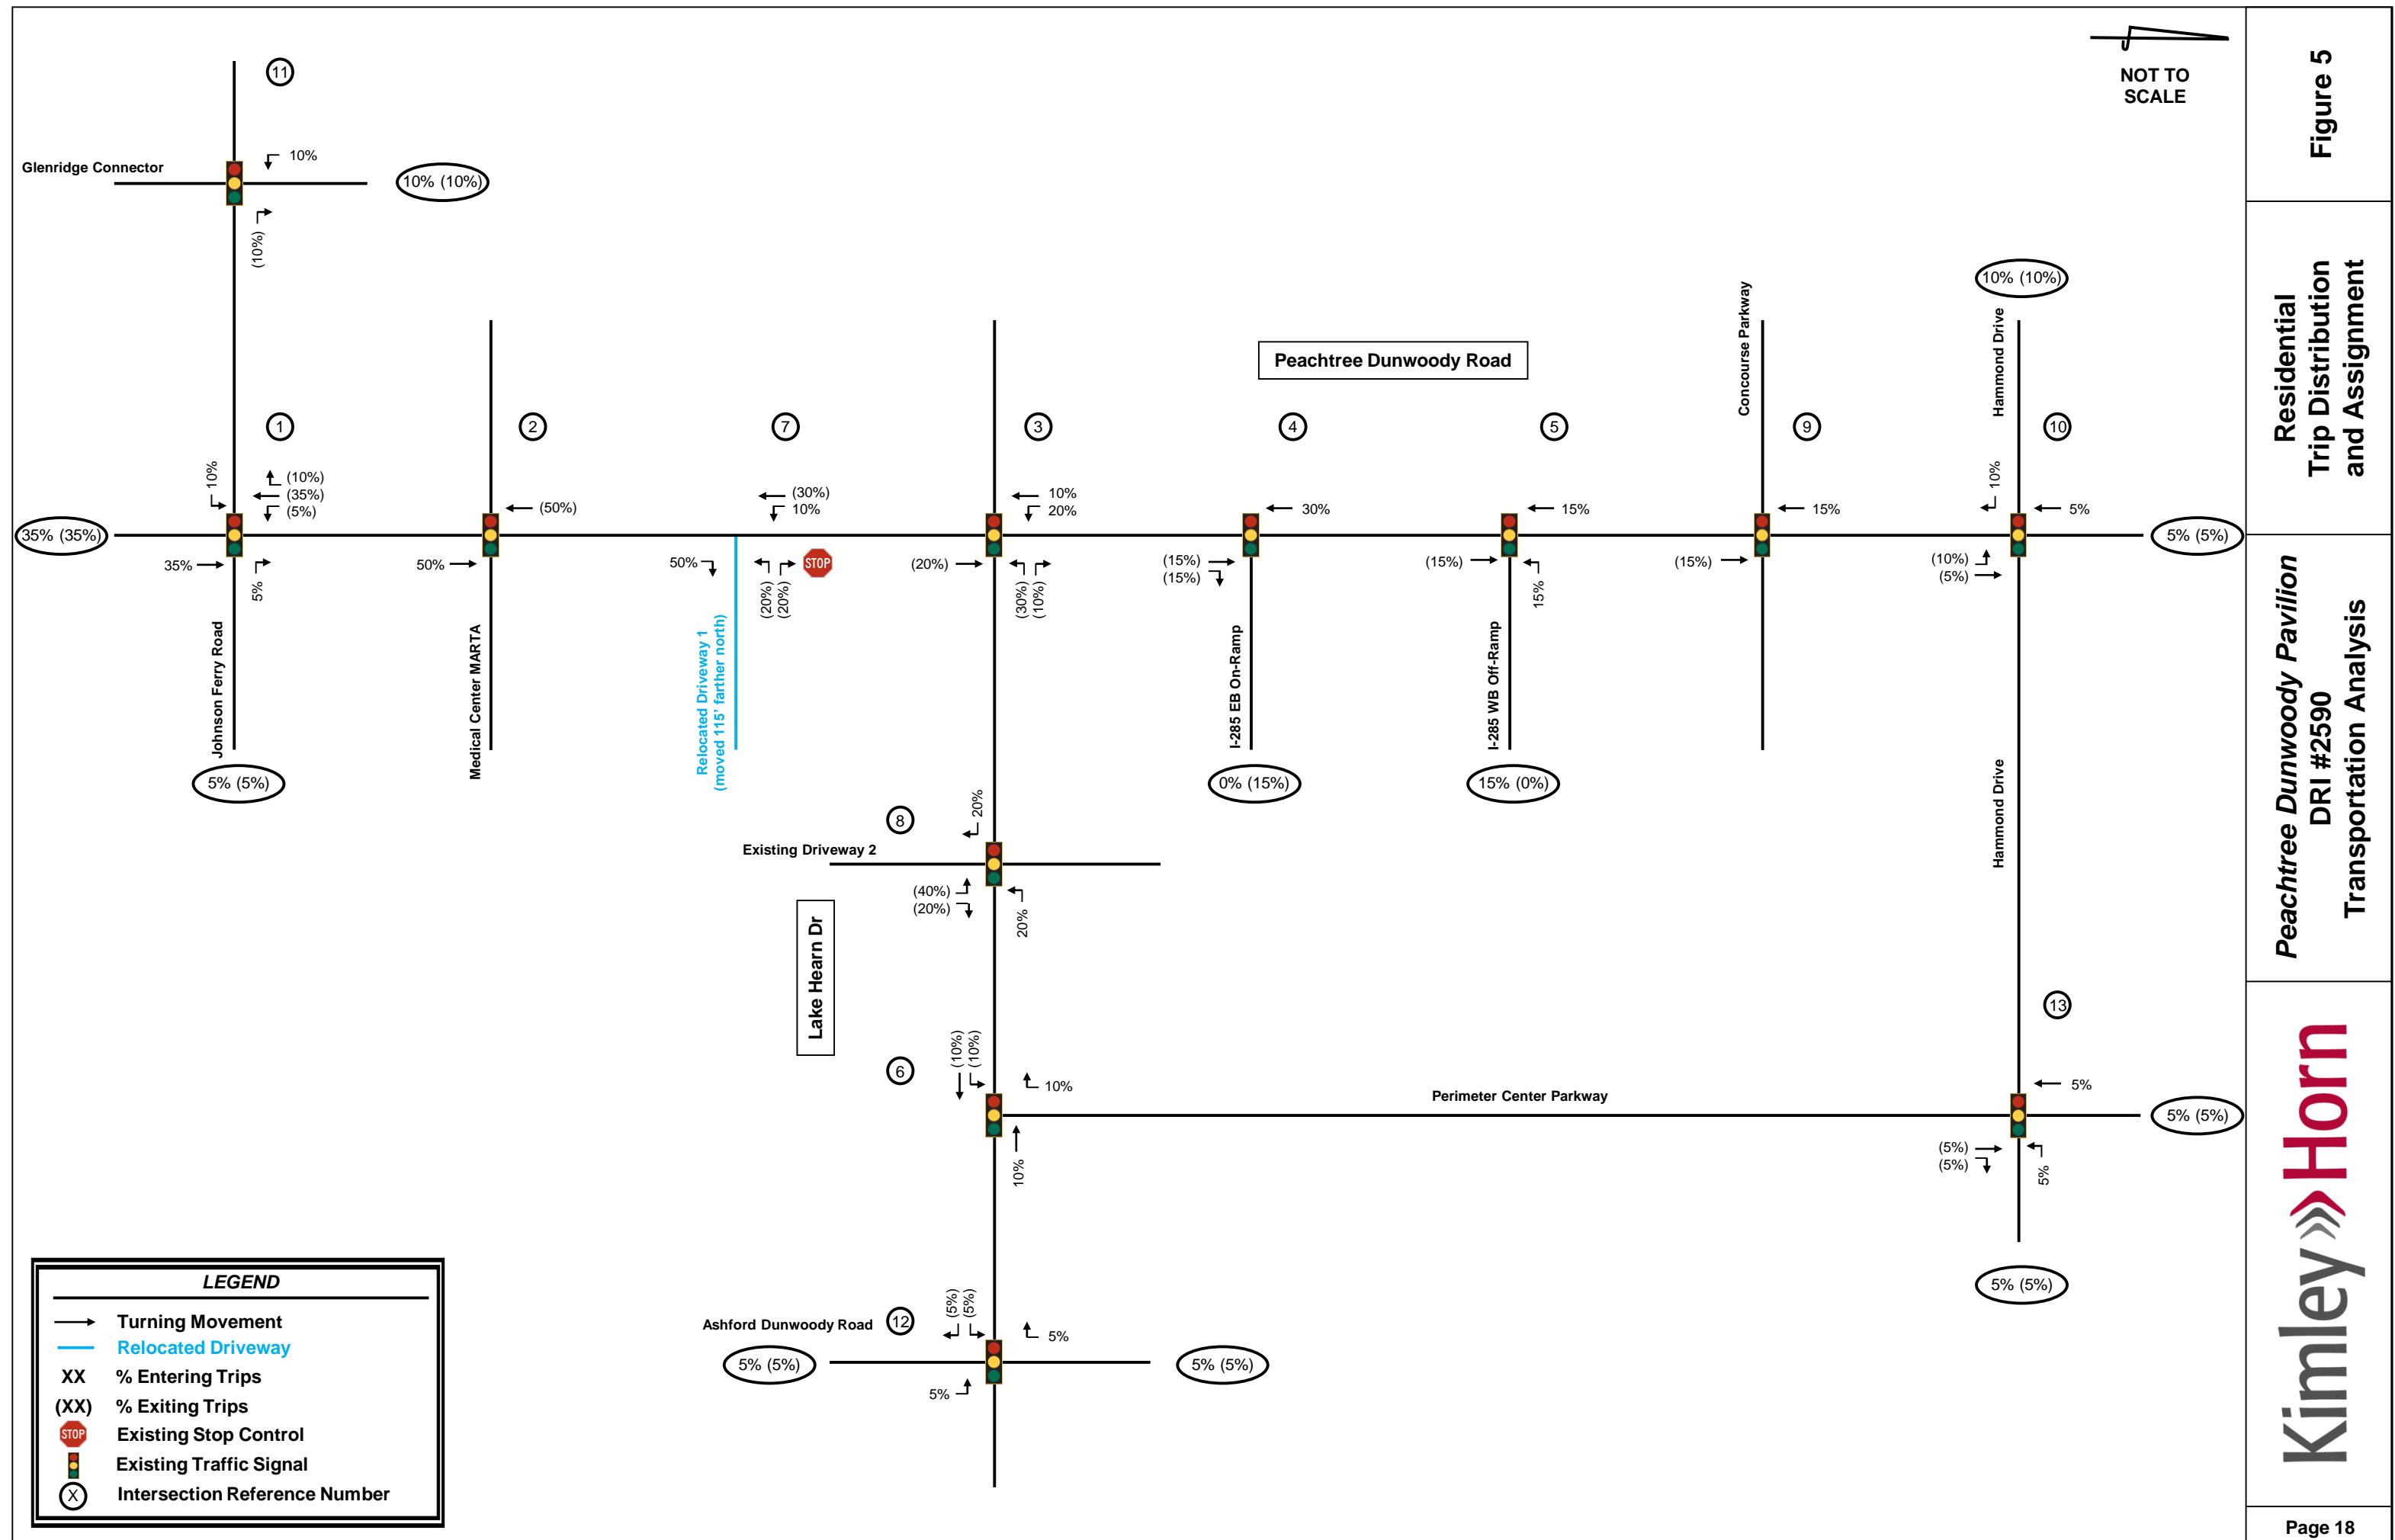 NOT TO
SCALE
11
10%
Glenridge Connector
10% (10%)
(10%)
10% (10%)
Peachtree Dunwoody Road
Concourse Parkway
Hammond Drive
1
2
7
3
4
5
9
10
10%
(10%)
(35%)
(5%)
(50%)
(30%)
10%
10%
20%
30%
15%
15%
10%
5%
35% (35%)
5% (5%)
35%
5%
50%
50%
(20%)
(20%)
STOP
(20%)
(30%)
(10%)
(15%)
(15%)
(15%)
15%
(15%)
(10%)
(5%)
Johnson Ferry Road
Medical Center MARTA
Relocated Driveway 1
(moved 115' farther north)
I-285 EB On-Ramp
I-285 WB Off-Ramp
5% (5%)
0% (15%)
15% (0%)
Hammond Drive
8
20%
Existing Driveway 2
(40%)
(20%)
20%
Lake Hearn Dr
6
(10%)
(10%)
10%
10%
Perimeter Center Parkway
13
5%
5% (5%)
(5%)
(5%)
5%
5% (5%)
Ashford Dunwoody Road
12
(5%)
(5%)
5%
5% (5%)
5% (5%)
5%
LEGEND
Turning Movement
Relocated Driveway
XX % Entering Trips
(XX) % Exiting Trips
STOP Existing Stop Control
Existing Traffic Signal
X Intersection Reference Number
Figure 5
Residential
Trip Distribution
and Assignment
Peachtree Dunwoody Pavilion
DRI #2590
Transportation Analysis
Kimley»Horn
Page 18